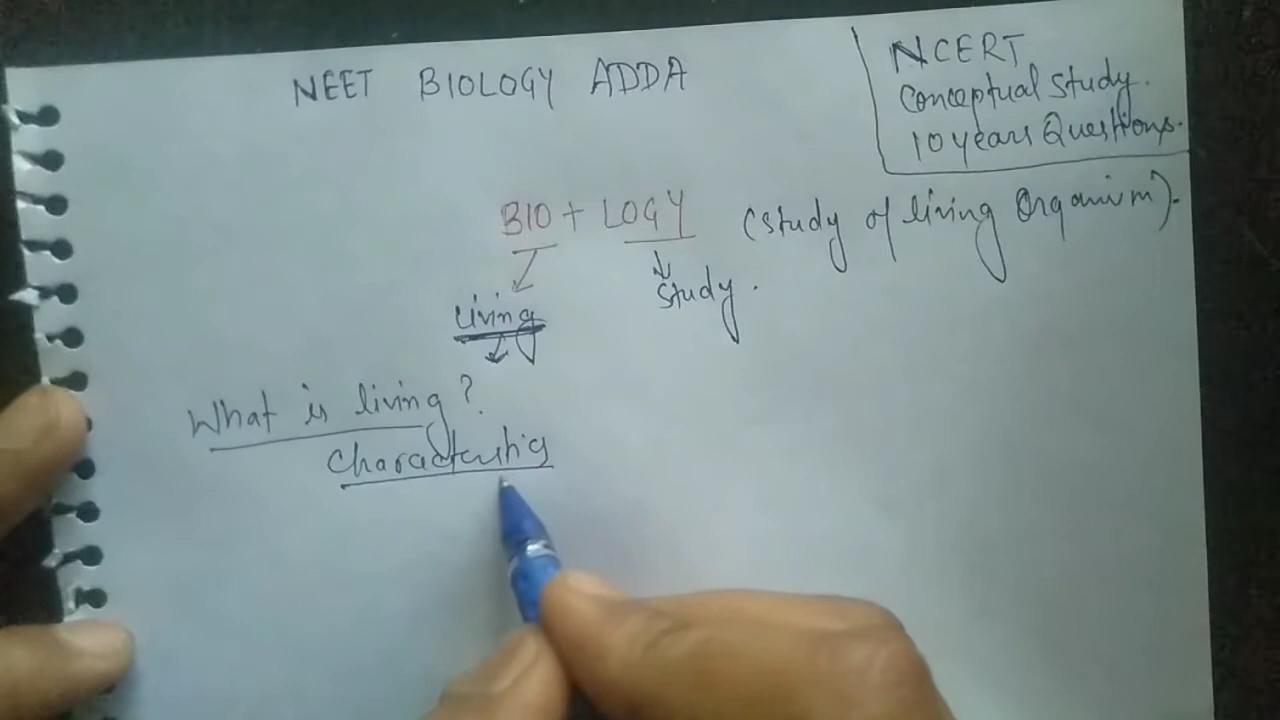 NEET BIOLOGY ADDA
NCERT
Conceptual Study.
10 years Questions.
BIO + LOGY (Study of living Organism).
Study.
Living
What is living?
Characteristics